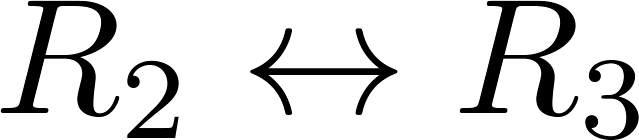 R₂ ↔ R₃